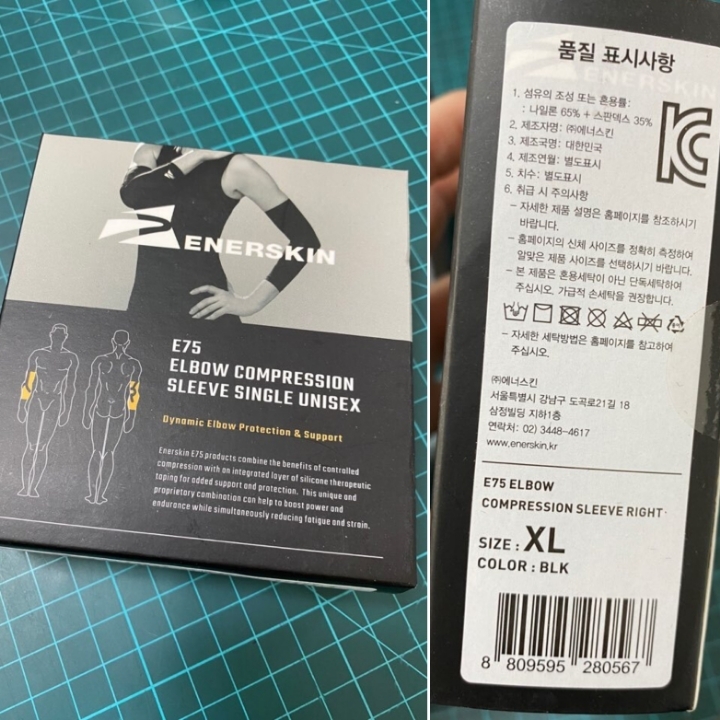 ENERSKIN
E75
ELBOW COMPRESSION
SLEEVE SINGLE UNISEX
Dynamic Elbow Protection & Support
Enerskin E75 products combine the benefits of controlled
compression with an integrated layer of silicone therapeutic
taping for added support and protection. This unique and
proprietary combination can help to boost power and
endurance while simultaneously reducing fatigue and strain.
품질 표시사항
ENERSKIN
1. 섬유의 조성 또는 혼용률:
: 나일론 65% + 스판덱스 35%
2. 제조자명: ㈜에너스킨
3. 제조국명: 대한민국
4. 제조연월: 별도표시
5. 치수: 별도표시
6. 취급 시 주의사항
- 자세한 제품 설명은 홈페이지를 참조하시기
바랍니다.
- 홈페이지의 신체 사이즈를 정확히 측정하여
알맞은 제품 사이즈를 선택하시기 바랍니다.
- 본 제품은 혼용세탁이 아닌 단독세탁하여
주십시오. 가급적 손세탁을 권장합니다.
- 자세한 세탁방법은 홈페이지를 참고하여
주십시오.
㈜에너스킨
서울특별시 강남구 도곡로21길 18
삼정빌딩 지하1층
연락처: 02) 3448-4617
www.enerskin.kr
E75 ELBOW
COMPRESSION SLEEVE RIGHT
SIZE : XL
COLOR : BLK
8 809595 280567